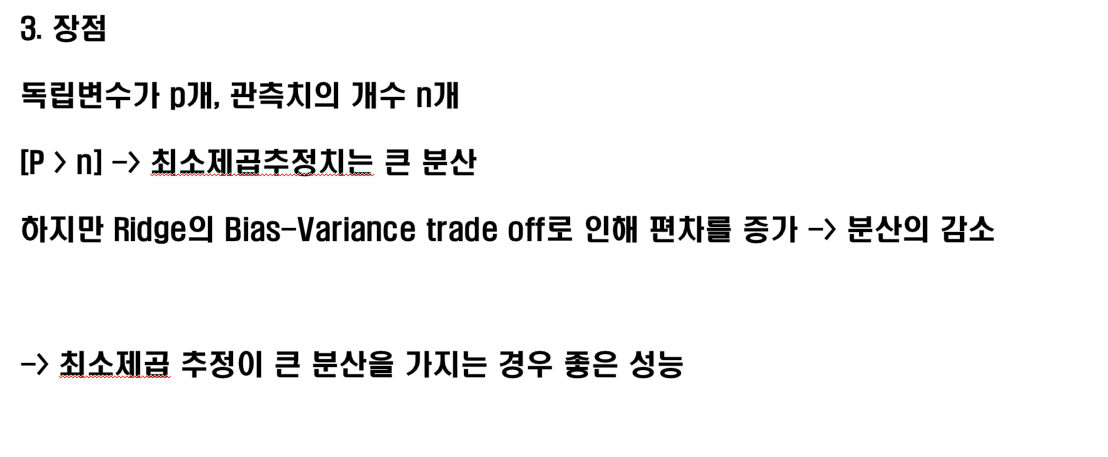 3. 장점
독립변수가 p개, 관측치의 개수 n개
[P > n] -> 최소제곱추정치는 큰 분산
하지만 Ridge의 Bias-Variance trade off로 인해 편차를 증가 -> 분산의 감소
-> 최소제곱 추정이 큰 분산을 가지는 경우 좋은 성능